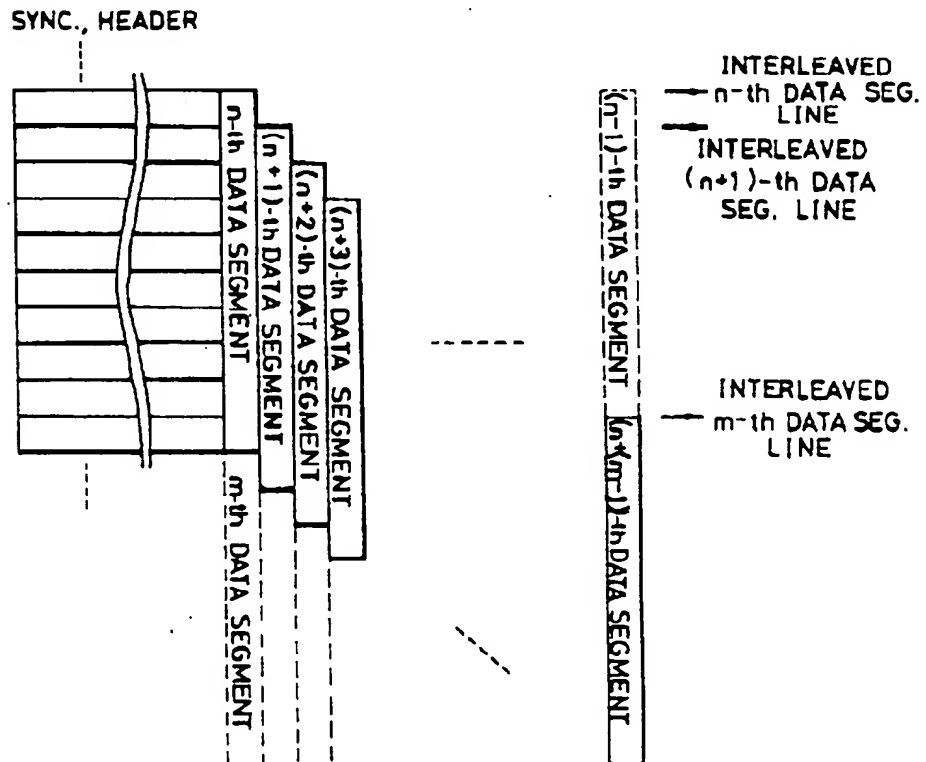 SYNC., HEADER
n-th DATA SEGMENT
(n+1)-th DATA SEGMENT
(n+2)-th DATA SEGMENT
(n+3)-th DATA SEGMENT
m-th DATA SEGMENT
(n-1)-th DATA SEGMENT
(n+(m-1)-th DATA SEGMENT
INTERLEAVED
n-th DATA SEG.
LINE
INTERLEAVED
(n+1)-th DATA
SEG. LINE
INTERLEAVED
m-th DATA SEG.
LINE